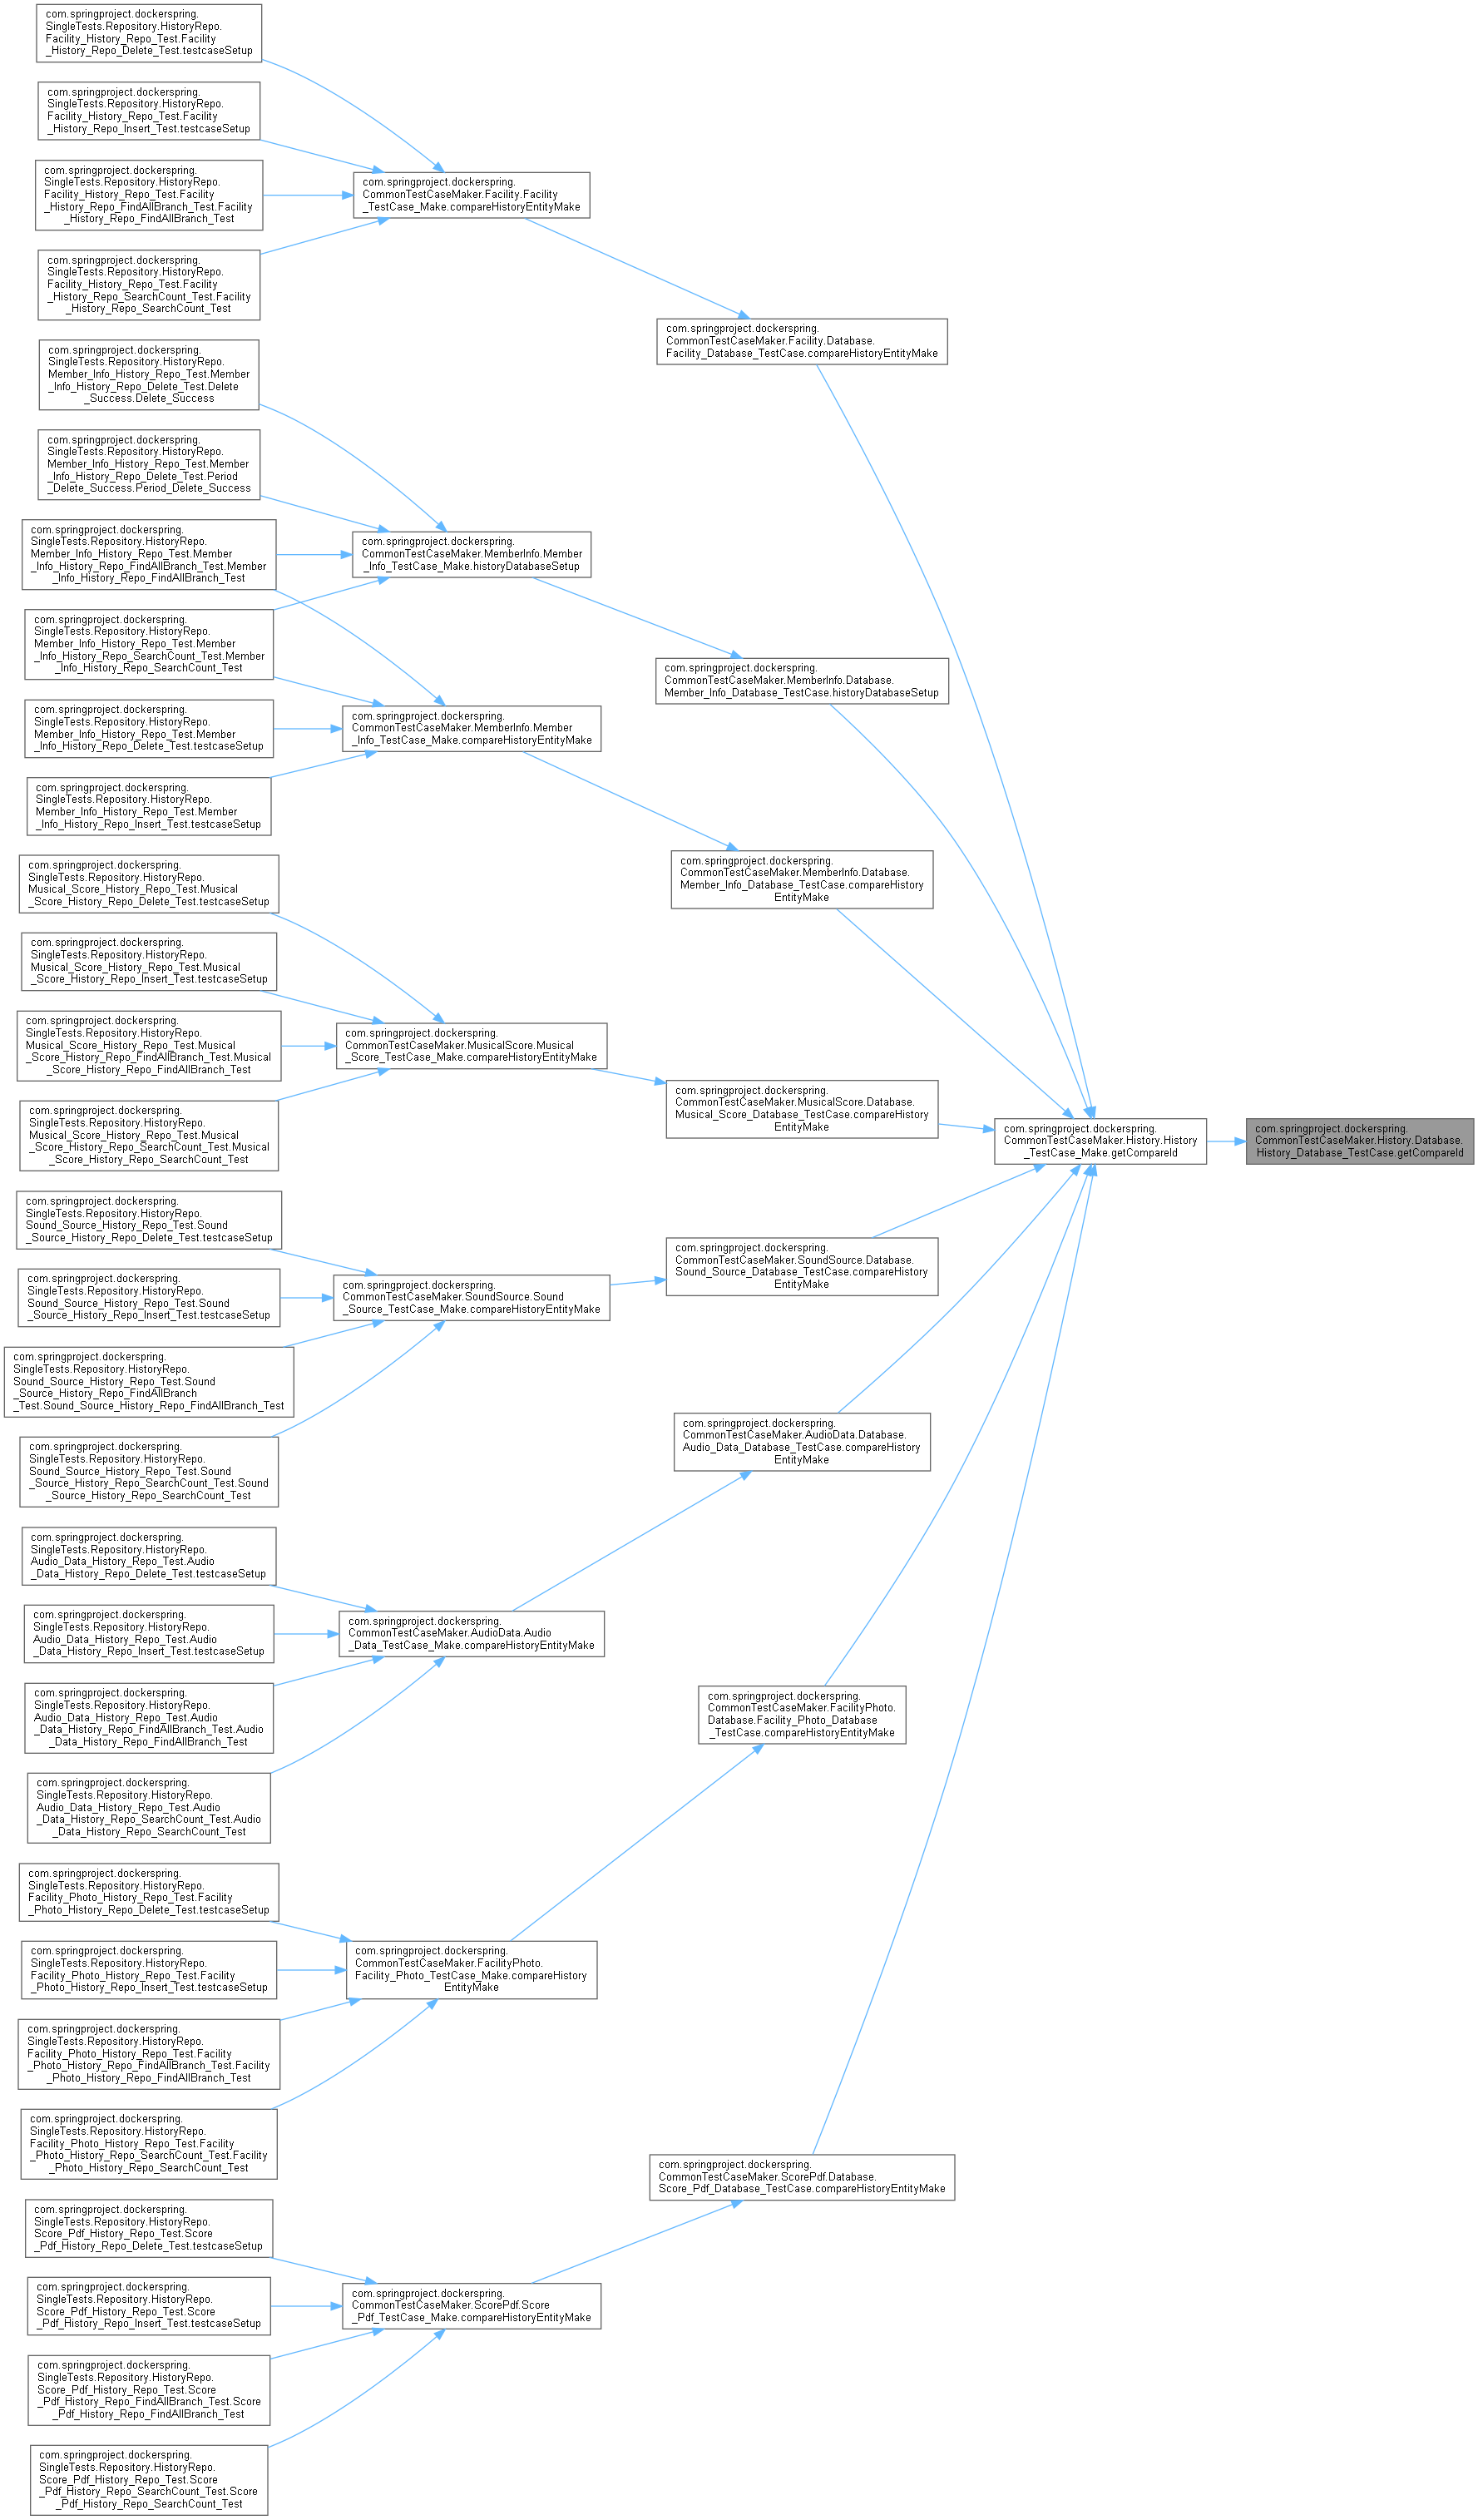 com.springproject.dockerspring.
SingleTests.Repository.HistoryRepo.
Facility_History_Repo_Test.Facility
_History_Repo_Delete_Test.testcaseSetup
com.springproject.dockerspring.
SingleTests.Repository.HistoryRepo.
Facility_History_Repo_Test.Facility
_History_Repo_Insert_Test.testcaseSetup
com.springproject.dockerspring.
SingleTests.Repository.HistoryRepo.
Facility_History_Repo_Test.Facility
_History_Repo_FindAllBranch_Test.Facility
_History_Repo_FindAllBranch_Test
com.springproject.dockerspring.
SingleTests.Repository.HistoryRepo.
Facility_History_Repo_Test.Facility
_History_Repo_SearchCount_Test.Facility
_History_Repo_SearchCount_Test
com.springproject.dockerspring.
SingleTests.Repository.HistoryRepo.
Member_Info_History_Repo_Test.Member
_Info_History_Repo_Delete_Test.Delete
_Success.Delete_Success
com.springproject.dockerspring.
SingleTests.Repository.HistoryRepo.
Member_Info_History_Repo_Test.Member
_Info_History_Repo_Delete_Test.Period
_Delete_Success.Period_Delete_Success
com.springproject.dockerspring.
SingleTests.Repository.HistoryRepo.
Member_Info_History_Repo_Test.Member
_Info_History_Repo_FindAllBranch_Test.Member
_Info_History_Repo_FindAllBranch_Test
com.springproject.dockerspring.
SingleTests.Repository.HistoryRepo.
Member_Info_History_Repo_Test.Member
_Info_History_Repo_SearchCount_Test.Member
_Info_History_Repo_SearchCount_Test
com.springproject.dockerspring.
SingleTests.Repository.HistoryRepo.
Member_Info_History_Repo_Test.Member
_Info_History_Repo_Delete_Test.testcaseSetup
com.springproject.dockerspring.
SingleTests.Repository.HistoryRepo.
Member_Info_History_Repo_Test.Member
_Info_History_Repo_Insert_Test.testcaseSetup
com.springproject.dockerspring.
SingleTests.Repository.HistoryRepo.
Musical_Score_History_Repo_Test.Musical
_Score_History_Repo_Delete_Test.testcaseSetup
com.springproject.dockerspring.
SingleTests.Repository.HistoryRepo.
Musical_Score_History_Repo_Test.Musical
_Score_History_Repo_Insert_Test.testcaseSetup
com.springproject.dockerspring.
SingleTests.Repository.HistoryRepo.
Musical_Score_History_Repo_Test.Musical
_Score_History_Repo_FindAllBranch_Test.Musical
_Score_History_Repo_FindAllBranch_Test
com.springproject.dockerspring.
SingleTests.Repository.HistoryRepo.
Musical_Score_History_Repo_Test.Musical
_Score_History_Repo_SearchCount_Test.Musical
_Score_History_Repo_SearchCount_Test
com.springproject.dockerspring.
SingleTests.Repository.HistoryRepo.
Sound_Source_History_Repo_Test.Sound
_Source_History_Repo_Delete_Test.testcaseSetup
com.springproject.dockerspring.
SingleTests.Repository.HistoryRepo.
Sound_Source_History_Repo_Test.Sound
_Source_History_Repo_Insert_Test.testcaseSetup
com.springproject.dockerspring.
SingleTests.Repository.HistoryRepo.
Sound_Source_History_Repo_Test.Sound
_Source_History_Repo_FindAllBranch
_Test.Sound_Source_History_Repo_FindAllBranch_Test
com.springproject.dockerspring.
SingleTests.Repository.HistoryRepo.
Sound_Source_History_Repo_Test.Sound
_Source_History_Repo_SearchCount_Test.Sound
_Source_History_Repo_SearchCount_Test
com.springproject.dockerspring.
SingleTests.Repository.HistoryRepo.
Audio_Data_History_Repo_Test.Audio
_Data_History_Repo_Delete_Test.testcaseSetup
com.springproject.dockerspring.
SingleTests.Repository.HistoryRepo.
Audio_Data_History_Repo_Test.Audio
_Data_History_Repo_Insert_Test.testcaseSetup
com.springproject.dockerspring.
SingleTests.Repository.HistoryRepo.
Audio_Data_History_Repo_Test.Audio
_Data_History_Repo_FindAllBranch_Test.Audio
_Data_History_Repo_FindAllBranch_Test
com.springproject.dockerspring.
SingleTests.Repository.HistoryRepo.
Audio_Data_History_Repo_Test.Audio
_Data_History_Repo_SearchCount_Test.Audio
_Data_History_Repo_SearchCount_Test
com.springproject.dockerspring.
SingleTests.Repository.HistoryRepo.
Facility_Photo_History_Repo_Test.Facility
_Photo_History_Repo_Delete_Test.testcaseSetup
com.springproject.dockerspring.
SingleTests.Repository.HistoryRepo.
Facility_Photo_History_Repo_Test.Facility
_Photo_History_Repo_Insert_Test.testcaseSetup
com.springproject.dockerspring.
SingleTests.Repository.HistoryRepo.
Facility_Photo_History_Repo_Test.Facility
_Photo_History_Repo_FindAllBranch_Test.Facility
_Photo_History_Repo_FindAllBranch_Test
com.springproject.dockerspring.
SingleTests.Repository.HistoryRepo.
Facility_Photo_History_Repo_Test.Facility
_Photo_History_Repo_SearchCount_Test.Facility
_Photo_History_Repo_SearchCount_Test
com.springproject.dockerspring.
SingleTests.Repository.HistoryRepo.
Score_Pdf_History_Repo_Test.Score
_Pdf_History_Repo_Delete_Test.testcaseSetup
com.springproject.dockerspring.
SingleTests.Repository.HistoryRepo.
Score_Pdf_History_Repo_Test.Score
_Pdf_History_Repo_Insert_Test.testcaseSetup
com.springproject.dockerspring.
SingleTests.Repository.HistoryRepo.
Score_Pdf_History_Repo_Test.Score
_Pdf_History_Repo_FindAllBranch_Test.Score
_Pdf_History_Repo_FindAllBranch_Test
com.springproject.dockerspring.
SingleTests.Repository.HistoryRepo.
Score_Pdf_History_Repo_Test.Score
_Pdf_History_Repo_SearchCount_Test.Score
_Pdf_History_Repo_SearchCount_Test
com.springproject.dockerspring.
CommonTestCaseMaker.Facility.Facility
_TestCase_Make.compareHistoryEntityMake
com.springproject.dockerspring.
CommonTestCaseMaker.MemberInfo.Member
_Info_TestCase_Make.historyDatabaseSetup
com.springproject.dockerspring.
CommonTestCaseMaker.MemberInfo.Member
_Info_TestCase_Make.compareHistoryEntityMake
com.springproject.dockerspring.
CommonTestCaseMaker.MusicalScore.Musical
_Score_TestCase_Make.compareHistoryEntityMake
com.springproject.dockerspring.
CommonTestCaseMaker.SoundSource.Sound
_Source_TestCase_Make.compareHistoryEntityMake
com.springproject.dockerspring.
CommonTestCaseMaker.AudioData.Audio
_Data_TestCase_Make.compareHistoryEntityMake
com.springproject.dockerspring.
CommonTestCaseMaker.FacilityPhoto.
Facility_Photo_TestCase_Make.compareHistory
EntityMake
com.springproject.dockerspring.
CommonTestCaseMaker.ScorePdf.Score
_Pdf_TestCase_Make.compareHistoryEntityMake
com.springproject.dockerspring.
CommonTestCaseMaker.Facility.Database.
Facility_Database_TestCase.compareHistoryEntityMake
com.springproject.dockerspring.
CommonTestCaseMaker.MemberInfo.Database.
Member_Info_Database_TestCase.historyDatabaseSetup
com.springproject.dockerspring.
CommonTestCaseMaker.MemberInfo.Database.
Member_Info_Database_TestCase.compareHistory
EntityMake
com.springproject.dockerspring.
CommonTestCaseMaker.MusicalScore.Database.
Musical_Score_Database_TestCase.compareHistory
EntityMake
com.springproject.dockerspring.
CommonTestCaseMaker.SoundSource.Database.
Sound_Source_Database_TestCase.compareHistory
EntityMake
com.springproject.dockerspring.
CommonTestCaseMaker.AudioData.Database.
Audio_Data_Database_TestCase.compareHistory
EntityMake
com.springproject.dockerspring.
CommonTestCaseMaker.FacilityPhoto.
Database.Facility_Photo_Database
_TestCase.compareHistoryEntityMake
com.springproject.dockerspring.
CommonTestCaseMaker.ScorePdf.Database.
Score_Pdf_Database_TestCase.compareHistoryEntityMake
com.springproject.dockerspring.
CommonTestCaseMaker.History.History
_TestCase_Make.getCompareId
com.springproject.dockerspring.
CommonTestCaseMaker.History.Database.
History_Database_TestCase.getCompareId